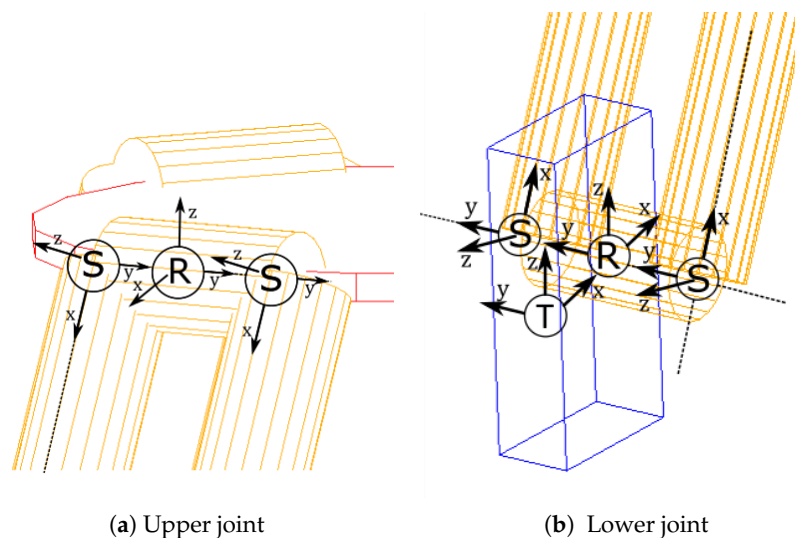 z
z S y R y z S y
x
x x
(a) Upper joint
x
z x x
y S y R y S
z z x z
y T
(b) Lower joint